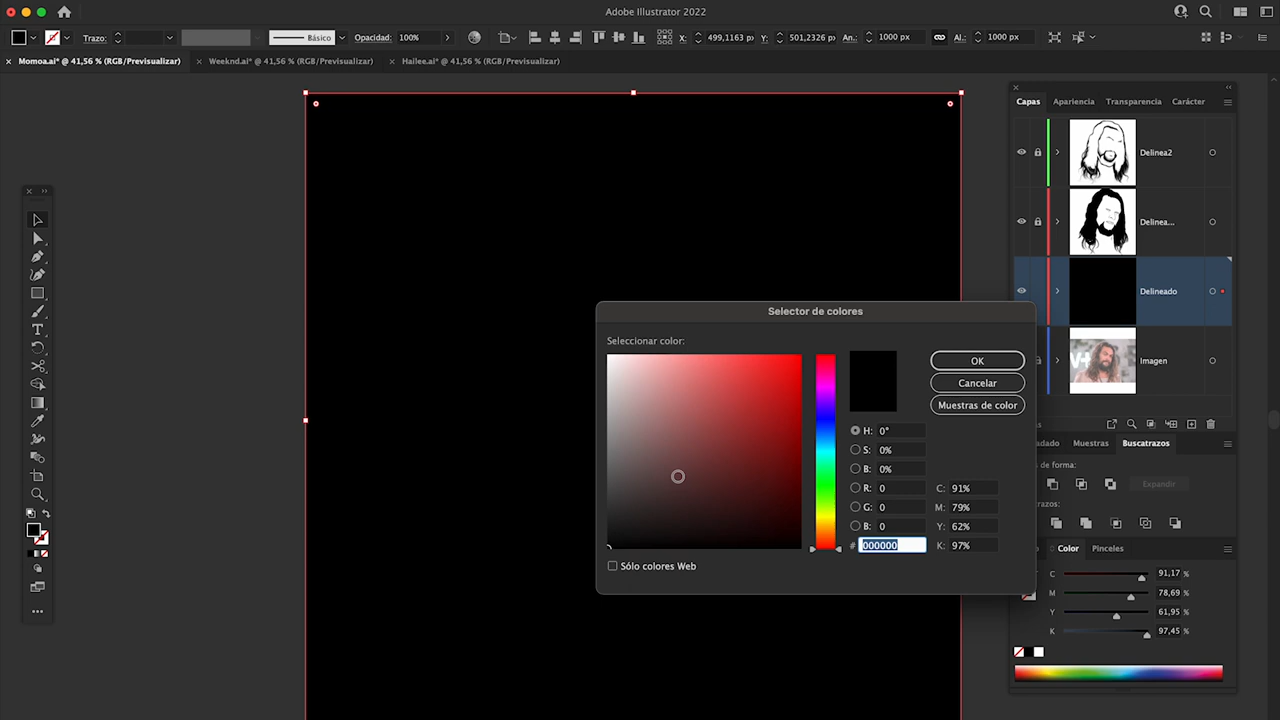 Adobe Illustrator 2022
Trazo:
Básico
Opacidad:
100%
X:
499,1163 p
Y:
501,2326 p
An.:
1000 px
Al.:
1000 px
Momoa.ai* @ 41,56 % (RGB/Previsualizar)
Weeknd.ai* @ 41,56 % (RGB/Previsualizar)
Hailee.ai* @ 41,56 % (RGB/Previsualizar)
Capas
Apariencia
Transparencia
Carácter
Delinea2
Delinea...
Delineado
Imagen
Selector de colores
Seleccionar color:
OK
Cancelar
Muestras de color
H: 0°
S: 0%
B: 0%
R: 0
G: 0
B: 0
# 000000
C: 91%
M: 79%
Y: 62%
K: 97%
Sólo colores Web
as
adado
Muestras
Buscatrazos
s de forma:
Expandir
trazos:
Color
Pinceles
C
91,17 %
M
78,69 %
Y
61,95 %
K
97,45 %